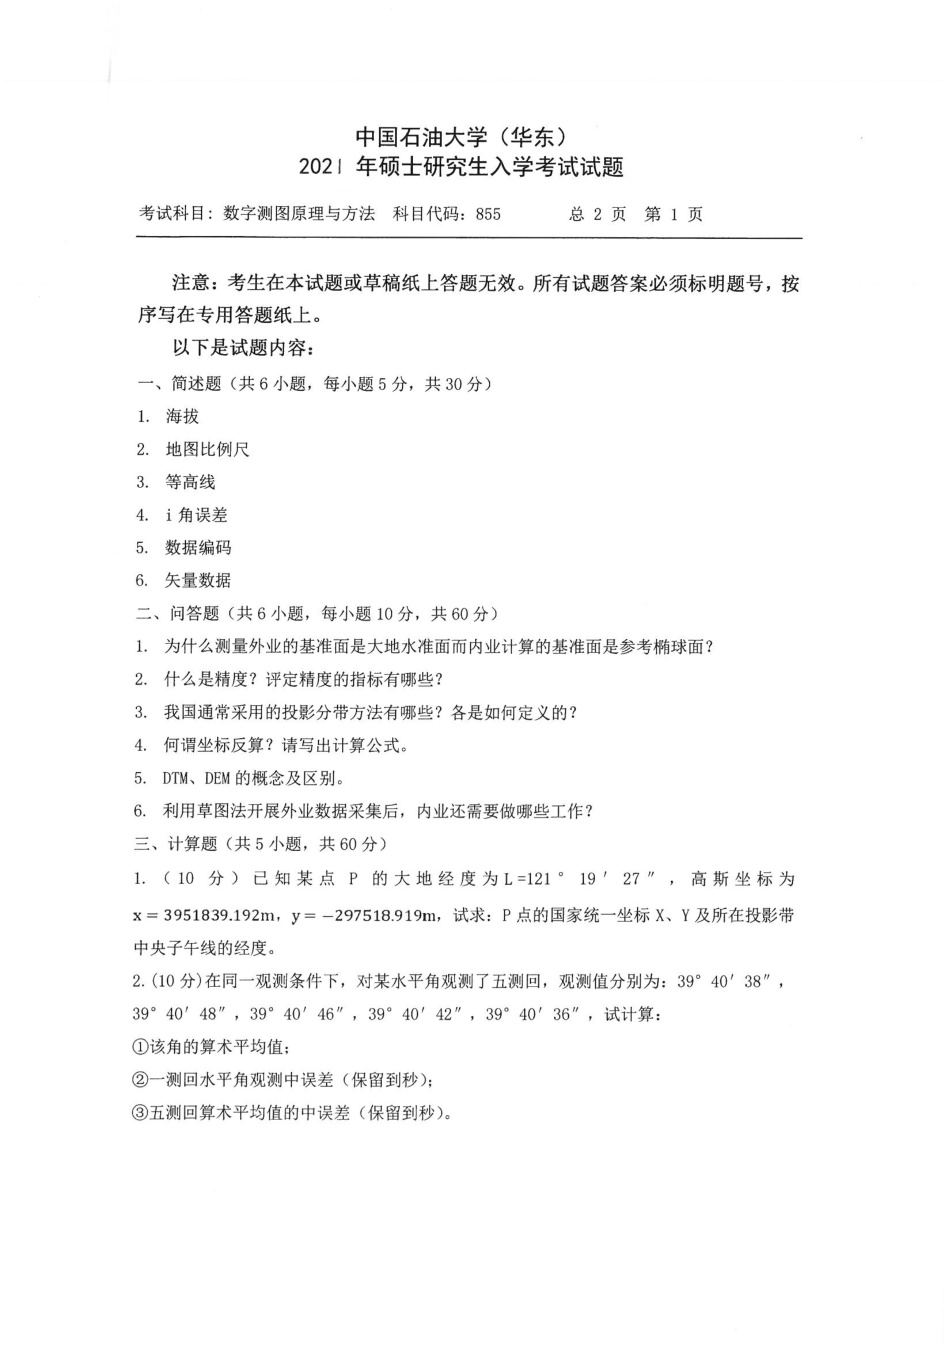 中国石油大学（华东）
2021 年硕士研究生入学考试试题
考试科目：数字测图原理与方法 科目代码：855 总 2 页 第 1 页
注意：考生在本试题或草稿纸上答题无效。所有试题答案必须标明题号，按
序写在专用答题纸上。
以下是试题内容：
一、简述题（共 6 小题，每小题 5 分，共 30 分）
1. 海拔
2. 地图比例尺
3. 等高线
4. i 角误差
5. 数据编码
6. 矢量数据
二、问答题（共 6 小题，每小题 10 分，共 60 分）
1. 为什么测量外业的基准面是大地水准面而内业计算的基准面是参考椭球面？
2. 什么是精度？评定精度的指标有哪些？
3. 我国通常采用的投影分带方法有哪些？各是如何定义的？
4. 何谓坐标反算？请写出计算公式。
5. DTM、DEM 的概念及区别。
6. 利用草图法开展外业数据采集后，内业还需要做哪些工作？
三、计算题（共 5 小题，共 60 分）
1.（10 分）已知某点 P 的大地经度为 L=121° 19′ 27″，高斯坐标为
x = 3951839.192m，y = −297518.919m，试求：P 点的国家统一坐标 X、Y 及所在投影带
中央子午线的经度。
2.(10 分)在同一观测条件下，对某水平角观测了五测回，观测值分别为：39° 40′ 38″，
39° 40′ 48″，39° 40′ 46″，39° 40′ 42″，39° 40′ 36″，试计算：
①该角的算术平均值；
②一测回水平角观测中误差（保留到秒）；
③五测回算术平均值的中误差（保留到秒）。